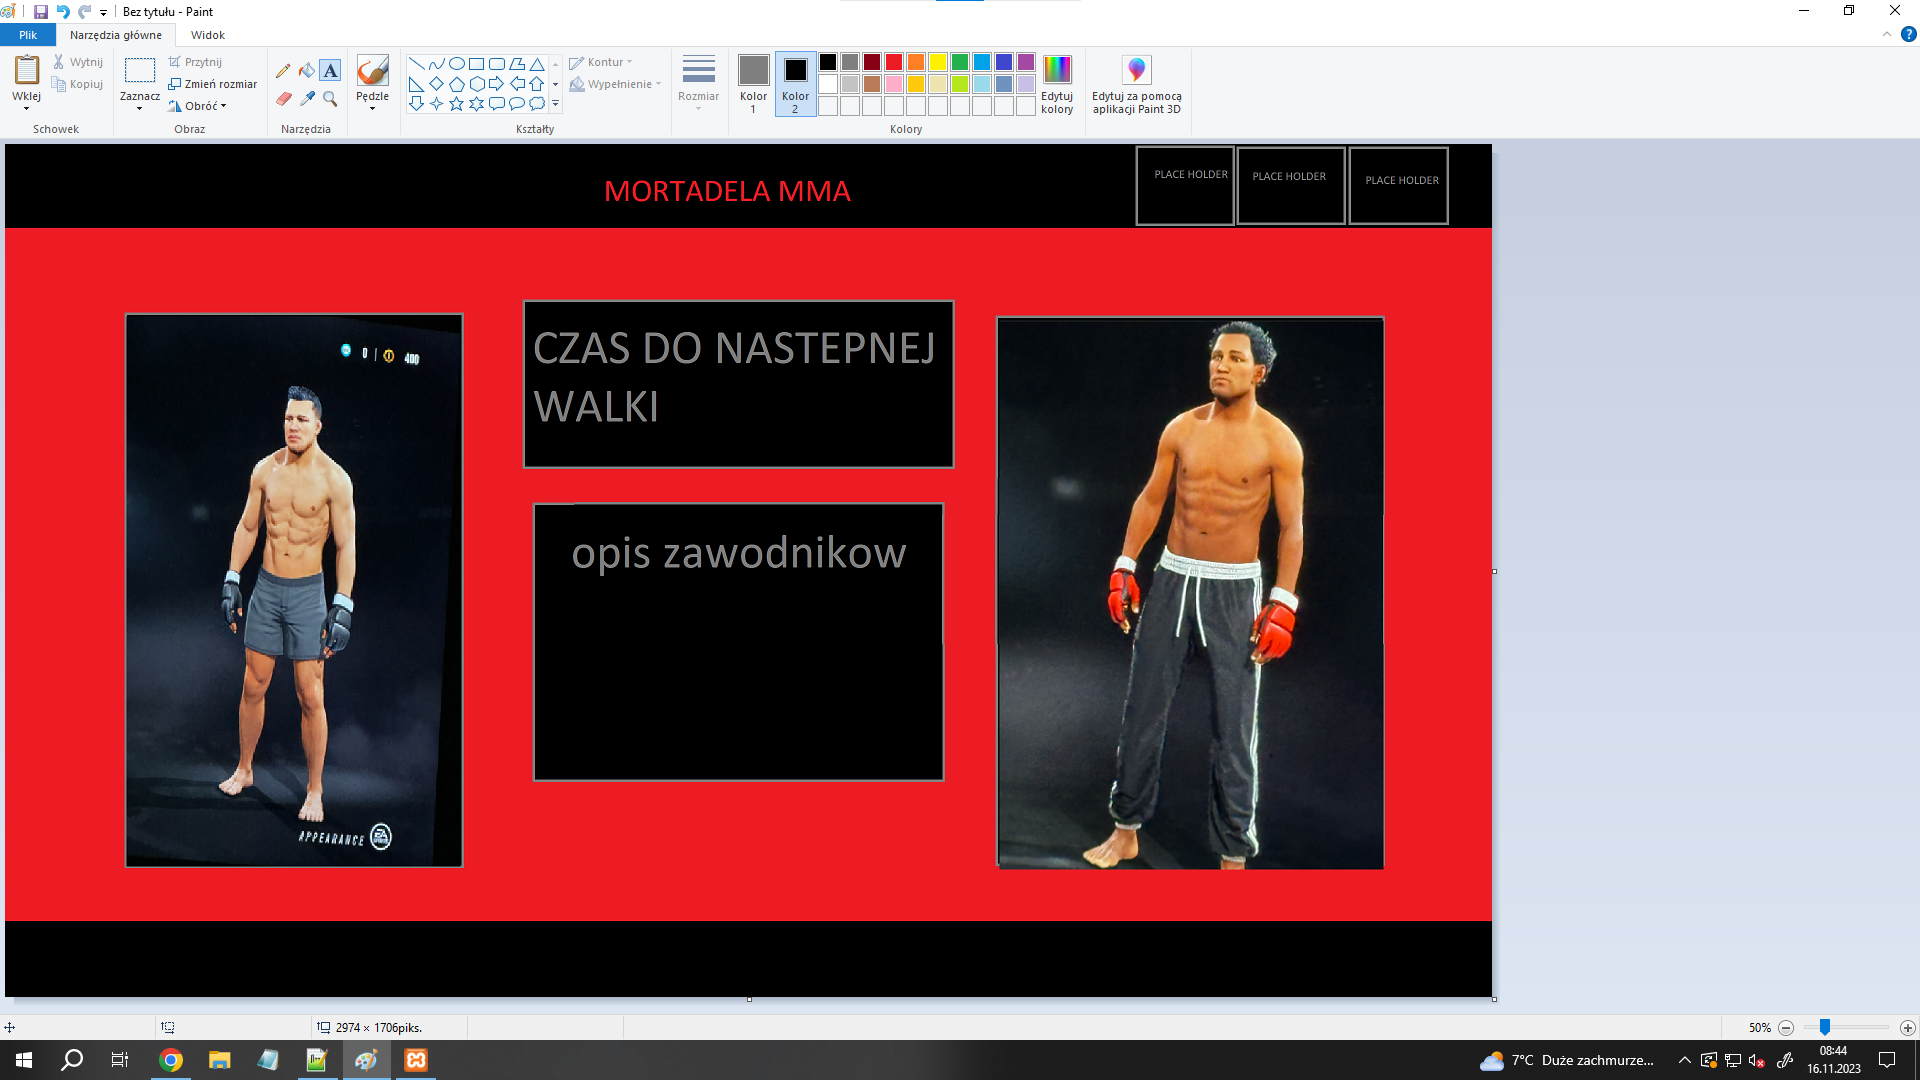 Bez tytułu - Paint
Plik
Narzędzia główne
Widok
Wklej
Wytnij
Kopiuj
Schowek
Zaznacz
Przytnij
Zmień rozmiar
Obróć
Obraz
A
Narzędzia
Pędzle
Kształty
Kontur
Wypełnienie
Rozmiar
Kolor
1
Kolor
2
Kolory
Edytuj
kolory
Edytuj za pomocą
aplikacji Paint 3D
?
MORTADELA MMA
PLACE HOLDER
PLACE HOLDER
PLACE HOLDER
0 | 400
CZAS DO NASTEPNEJ
WALKI
opis zawodnikow
APPEARANCE
EA
SPORTS
2974 × 1706piks.
50%
7°C Duże zachmurze...
08:44
16.11.2023